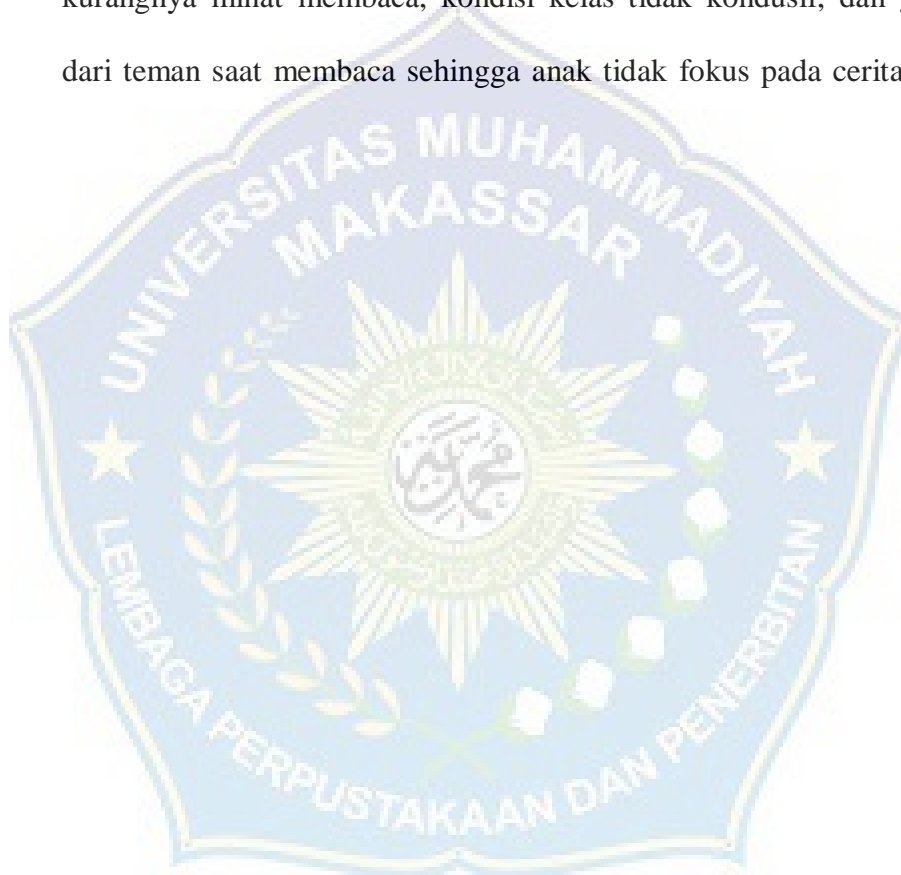 kurangnya minat membaca, kondisi kelas tidak kondusif, dan
dari teman saat membaca sehingga anak tidak fokus pada cerita
UNIVERSITAS MUHAMMADIYAH
MAKASSAR
LEMBAGA PERPUSTAKAAN DAN PENERBITAN